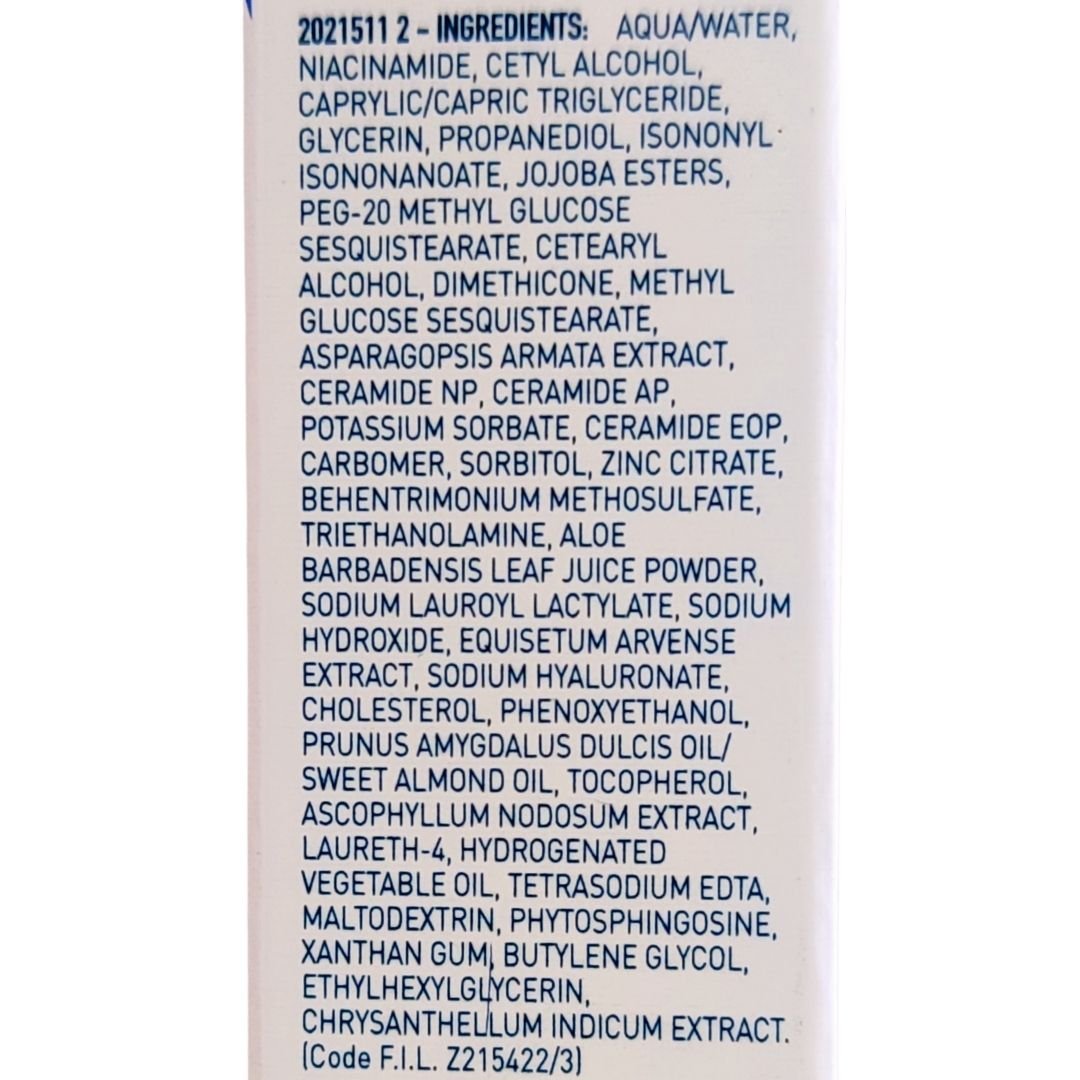 2021511 2 - INGREDIENTS: AQUA/WATER,
NIACINAMIDE, CETYL ALCOHOL,
CAPRYLIC/CAPRIC TRIGLYCERIDE,
GLYCERIN, PROPANEDIOL, ISONONYL
ISONONANOATE, JOJOBA ESTERS,
PEG-20 METHYL GLUCOSE
SESQUISTEARATE, CETEARYL
ALCOHOL, DIMETHICONE, METHYL
GLUCOSE SESQUISTEARATE,
ASPARAGOPSIS ARMATA EXTRACT,
CERAMIDE NP, CERAMIDE AP,
POTASSIUM SORBATE, CERAMIDE EOP,
CARBOMER, SORBITOL, ZINC CITRATE,
BEHENTRIMONIUM METHOSULFATE,
TRIETHANOLAMINE, ALOE
BARBADENSIS LEAF JUICE POWDER,
SODIUM LAUROYL LACTYLATE, SODIUM
HYDROXIDE, EQUISETUM ARVENSE
EXTRACT, SODIUM HYALURONATE,
CHOLESTEROL, PHENOXYETHANOL,
PRUNUS AMYGDALUS DULCIS OIL/
SWEET ALMOND OIL, TOCOPHEROL,
ASCOPHYLLUM NODOSUM EXTRACT,
LAURETH-4, HYDROGENATED
VEGETABLE OIL, TETRASODIUM EDTA,
MALTODEXTRIN, PHYTOSPHINGOSINE,
XANTHAN GUM, BUTYLENE GLYCOL,
ETHYLHEXYLGLYCERIN,
CHRYSANTHELLUM INDICUM EXTRACT.
(Code F.I.L. Z215422/3)